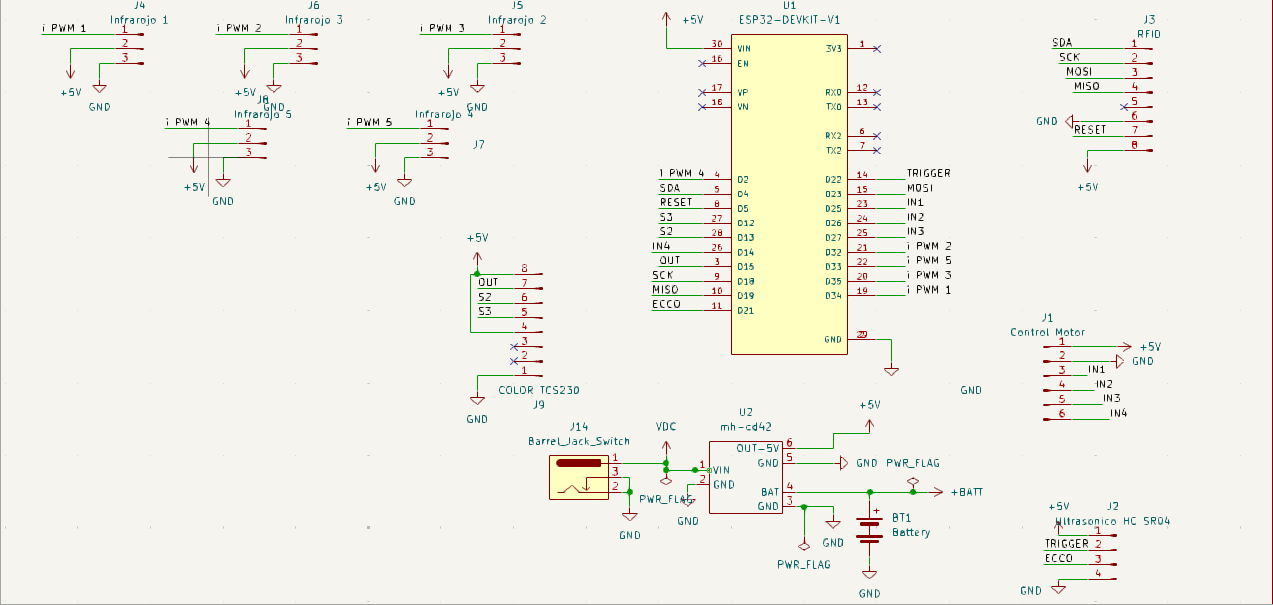 J4
Infrarojo 1
i PWM 1
1
2
3
+5V
GND
J6
Infrarojo 3
i PWM 2
1
2
3
+5V
GND
J5
Infrarojo 2
i PWM 3
1
2
3
+5V
GND
J8
Infrarojo 5
i PWM 4
1
2
3
+5V
GND
Infrarojo 4
i PWM 5
1
2
3
J7
+5V
GND
U1
ESP32-DEVKIT-V1
+5V
30 VIN
16 EN
17 VP
18 VN
i PWM 4 4 D2
SDA 5 D4
RESET 8 D5
S3 27 D12
S2 28 D13
IN4 26 D14
OUT 3 D15
SCK 9 D18
MISO 10 D19
ECCO 11 D21
3V3 1
RX0 12
TX0 13
RX2 6
TX2 7
D22 14 TRIGGER
D23 15 MOSI
D25 23 IN1
D26 24 IN2
D27 25 IN3
D32 21 i PWM 2
D33 22 i PWM 5
D35 20 i PWM 3
D34 19 i PWM 1
GND 29
GND
J3
RFID
SDA 1
SCK 2
MOSI 3
MISO 4
5
GND 6
RESET 7
8
+5V
+5V
8
OUT 7
S2 6
S3 5
4
3
2
1
GND
COLOR TCS230
J9
J1
Control Motor
1 +5V
2 GND
3 IN1
4 IN2
5 IN3
6 IN4
J14
Barrel_Jack_Switch
1
3
2
GND
VDC
PWR_FLAG
U2
mh-cd42
1 VIN
2 GND
GND
OUT-5V 6
GND 5
BAT 4
GND 3
+5V
GND
PWR_FLAG
+BATT
GND
PWR_FLAG
+
BT1
Battery
GND
+5V
J2
Ultrasonico HC SR04
1
TRIGGER 2
ECCO 3
4
GND